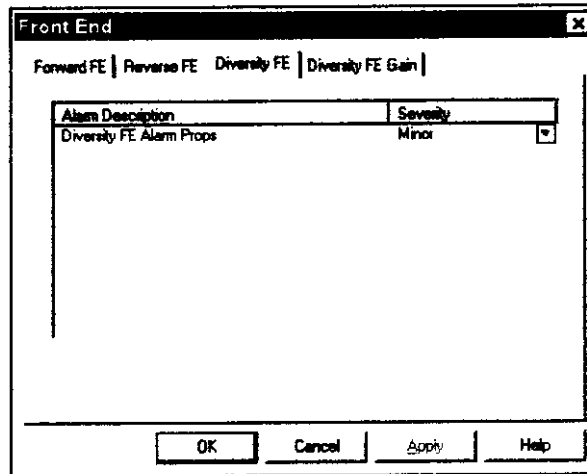 Front End
Forward FE Reverse FE Diversity FE Diversity FE Gain
Alarm Description Severity
Diversity FE Alarm Props Minor
OK Cancel Apply Help